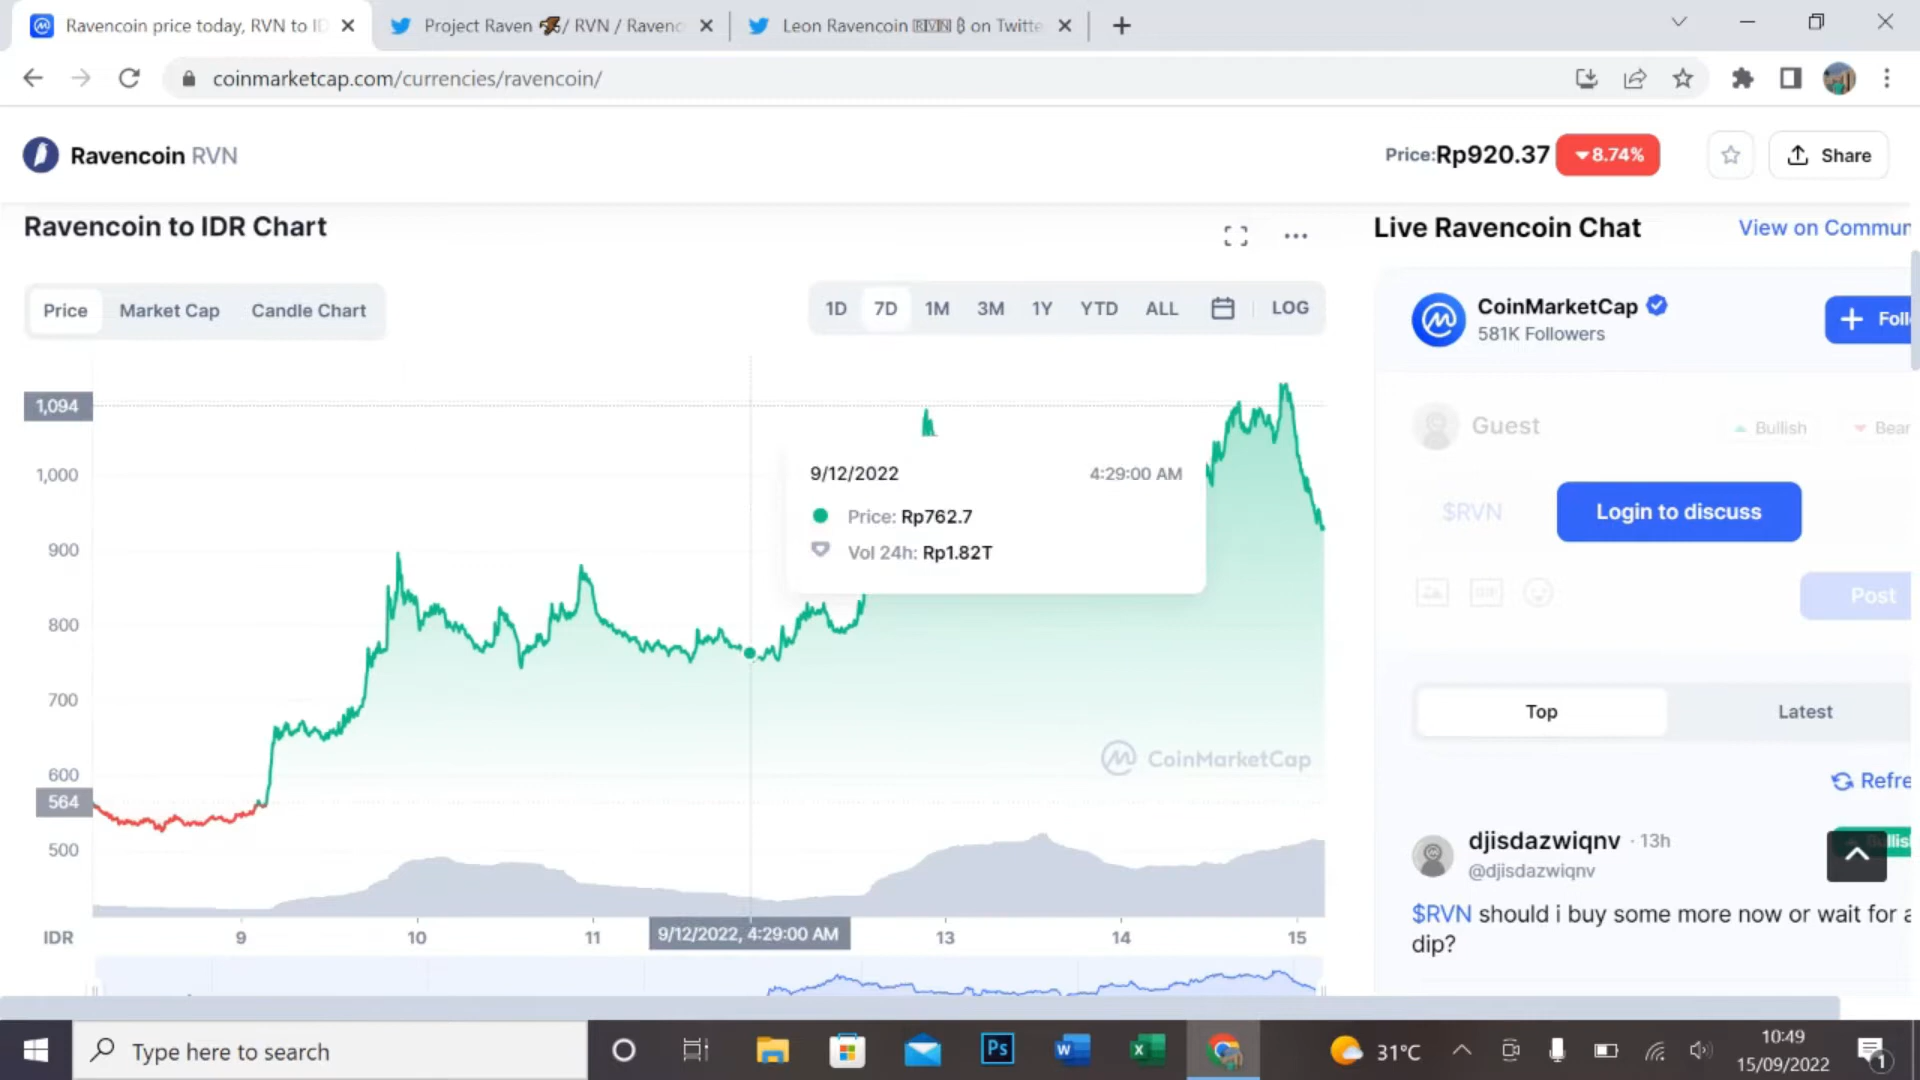 Ravencoin price today, RVN to ID
Project Raven / RVN / Ravenc
Leon Ravencoin RVN ₿ on Twitte
coinmarketcap.com/currencies/ravencoin/
Ravencoin RVN
Price:Rp920.37
8.74%
Share
Ravencoin to IDR Chart
Price
Market Cap
Candle Chart
1D
7D
1M
3M
1Y
YTD
ALL
LOG
1,094
1,000
900
800
700
600
564
500
9/12/2022
4:29:00 AM
Price: Rp762.7
Vol 24h: Rp1.82T
CoinMarketCap
IDR
9
10
11
9/12/2022, 4:29:00 AM
13
14
15
Live Ravencoin Chat
View on Commun
CoinMarketCap
581K Followers
Foll
Guest
Bullish
Bear
$RVN
Login to discuss
GIF
Post
Top
Latest
Refre
djisdazwiqnv · 13h
@djisdazwiqnv
$RVN should i buy some more now or wait for a
dip?
Type here to search
Ps
W
X
31°C
10:49
15/09/2022
1